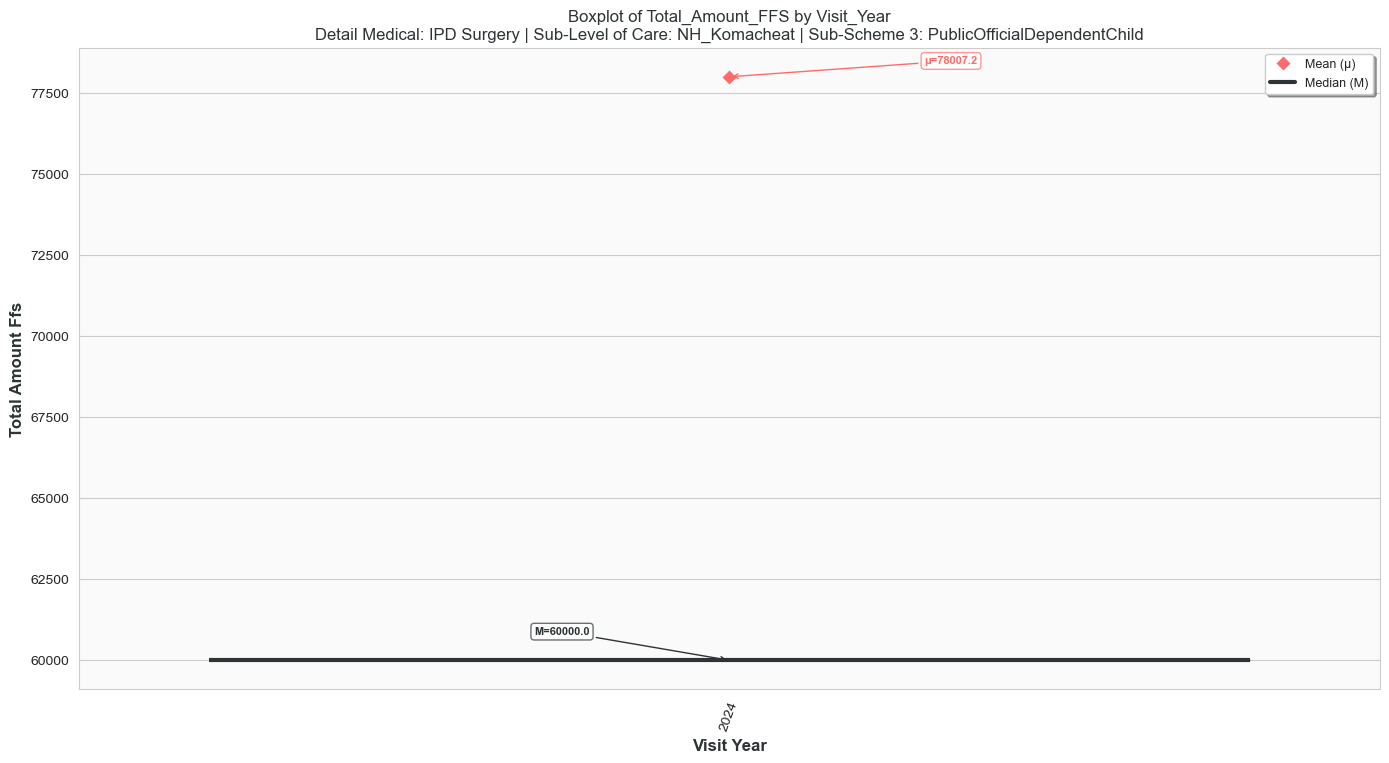 Boxplot of Total_Amount_FFS by Visit_Year
Detail Medical: IPD Surgery | Sub-Level of Care: NH_Komacheat | Sub-Scheme 3: PublicOfficialDependentChild
μ=78007.2
Mean (μ)
Median (M)
77500
75000
72500
70000
67500
65000
62500
60000
Total Amount Ffs
M=60000.0
2024
Visit Year